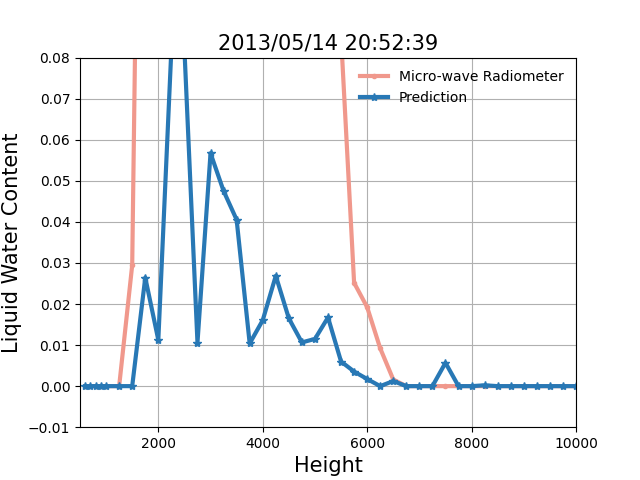 2013/05/14 20:52:39
Micro-wave Radiometer
Prediction
Liquid Water Content
0.08
0.07
0.06
0.05
0.04
0.03
0.02
0.01
0.00
−0.01
2000 4000 6000 8000 10000
Height